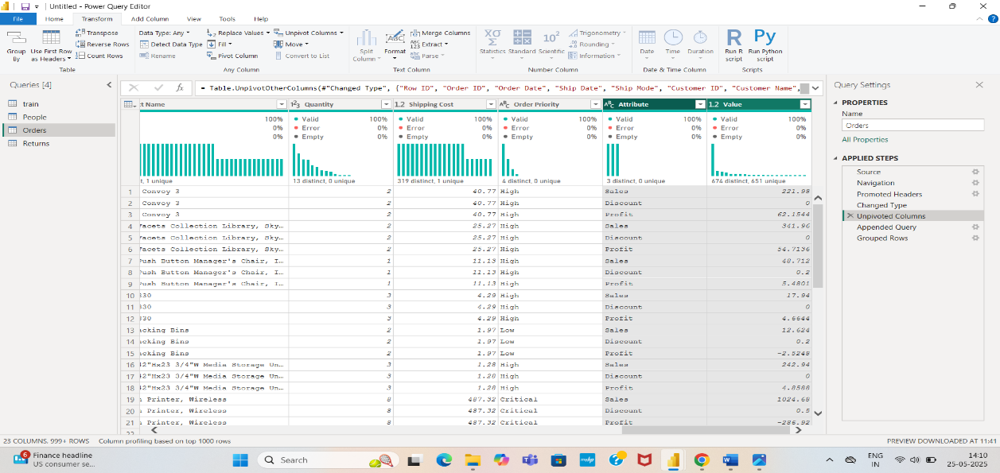 Untitled - Power Query Editor
File Home Transform Add Column View Tools Help
Group By
Use First Row as Headers
Transpose
Reverse Rows
Count Rows
Table
Data Type: Any
Detect Data Type
Rename
Replace Values
Fill
Pivot Column
Unpivot Columns
Move
Convert to List
Any Column
Split Column
Format
Merge Columns
Extract
Parse
Text Column
Statistics
Standard
Scientific
Trigonometry
Rounding
Information
Number Column
Date
Time
Duration
Date & Time Column
Run R script
Run Python script
Scripts
Queries [4]
train
People
Orders
Returns
= Table.UnpivotOtherColumns(#"Changed Type", {"Row ID", "Order ID", "Order Date", "Ship Date", "Ship Mode", "Customer ID", "Customer Name",
t Name 1²3 Quantity 1.2 Shipping Cost ABC Order Priority ABC Attribute 1.2 Value
100% Valid 100% Valid 100% Valid 100% Valid 100% Valid 100%
0% Error 0% Error 0% Error 0% Error 0% Error 0%
0% Empty 0% Empty 0% Empty 0% Empty 0% Empty 0%
t, 1 unique 13 distinct, 0 unique 319 distinct, 1 unique 4 distinct, 0 unique 3 distinct, 0 unique 674 distinct, 651 unique
1 Convoy 3 2 40.77 High Sales 221.98
2 Convoy 3 2 40.77 High Discount 0
3 Convoy 3 2 40.77 High Profit 62.1544
4 Facets Collection Library, Sky... 2 25.27 High Sales 341.96
5 Facets Collection Library, Sky... 2 25.27 High Discount 0
6 Facets Collection Library, Sky... 2 25.27 High Profit 54.7136
7 Push Button Manager's Chair, I... 1 11.13 High Sales 48.712
8 Push Button Manager's Chair, I... 1 11.13 High Discount 0.2
9 Push Button Manager's Chair, I... 1 11.13 High Profit 5.4801
10 330 3 4.29 High Sales 17.94
11 330 3 4.29 High Discount 0
12 330 3 4.29 High Profit 4.6644
13 acking Bins 2 1.97 Low Sales 12.624
14 acking Bins 2 1.97 Low Discount 0.2
15 acking Bins 2 1.97 Low Profit -2.5248
16 42"Hx23 3/4"W Media Storage Un... 3 1.28 High Sales 242.94
17 42"Hx23 3/4"W Media Storage Un... 3 1.28 High Discount 0
18 42"Hx23 3/4"W Media Storage Un... 3 1.28 High Profit 4.8588
19 n Printer, Wireless 8 487.32 Critical Sales 1024.68
20 n Printer, Wireless 8 487.32 Critical Discount 0.5
21 n Printer, Wireless 8 487.32 Critical Profit -286.92
22
Query Settings
PROPERTIES
Name
Orders
All Properties
APPLIED STEPS
Source
Navigation
Promoted Headers
Changed Type
Unpivoted Columns
Appended Query
Grouped Rows
23 COLUMNS, 999+ ROWS Column profiling based on top 1000 rows PREVIEW DOWNLOADED AT 11:41
6 Finance headline
US consumer se...
Search
ENG
IN
14:10
25-05-2025